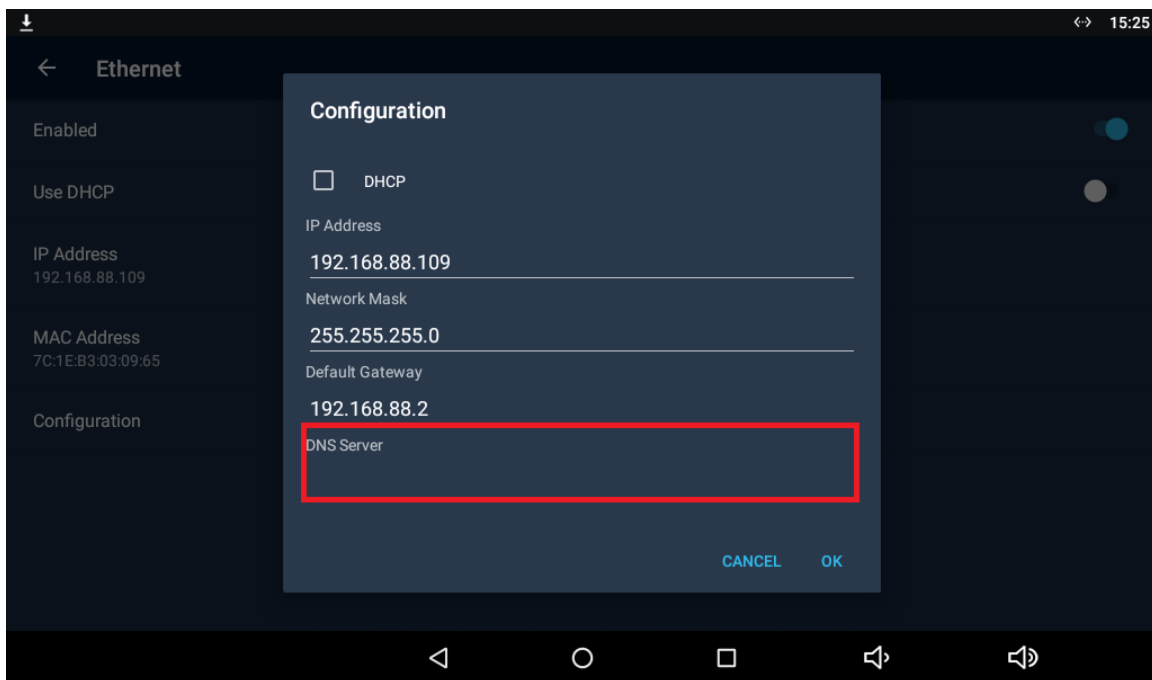 15:25
Ethernet
Configuration
Enabled
DHCP
Use DHCP
IP Address
192.168.88.109
IP Address
192.168.88.109
Network Mask
255.255.255.0
MAC Address
7C:1E:B3:03:09:65
Default Gateway
192.168.88.2
Configuration
DNS Server
CANCEL OK